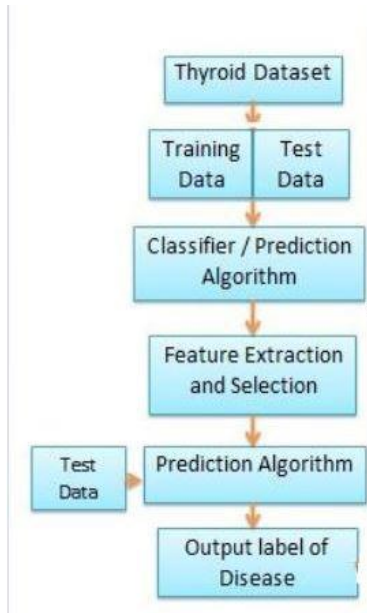 Thyroid Dataset
Training
Data
Test
Data
Classifier / Prediction
Algorithm
Feature Extraction
and Selection
Test
Data
Prediction Algorithm
Output label of
Disease